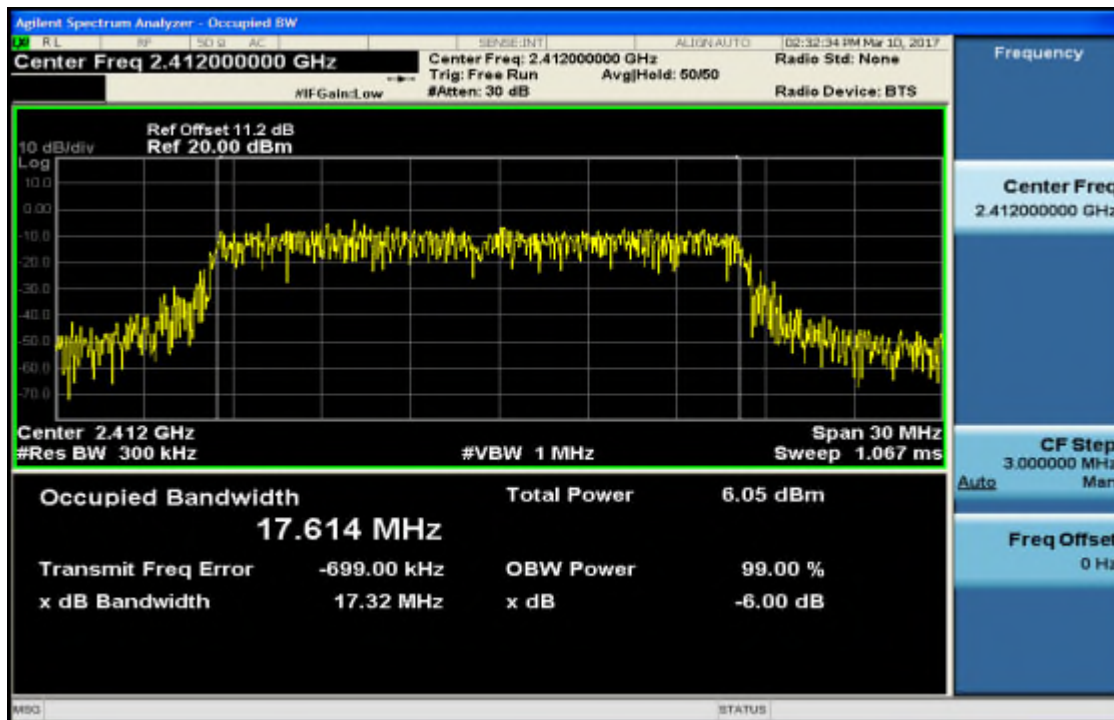 Agilent Spectrum Analyzer - Occupied BW
LXI RL RF 50 Ω AC SENSE:INT ALIGN AUTO 02:32:34 PM Mar 10, 2017
Center Freq 2.412000000 GHz
Center Freq: 2.412000000 GHz Radio Std: None
Trig: Free Run Avg|Hold: 50/50
#IFGain:Low #Atten: 30 dB Radio Device: BTS
Ref Offset 11.2 dB
10 dB/div Ref 20.00 dBm
Log
10.0
0.00
-10.0
-20.0
-30.0
-40.0
-50.0
-60.0
-70.0
Center 2.412 GHz Span 30 MHz
#Res BW 300 kHz #VBW 1 MHz Sweep 1.067 ms
Occupied Bandwidth Total Power 6.05 dBm
17.614 MHz
Transmit Freq Error -699.00 kHz OBW Power 99.00 %
x dB Bandwidth 17.32 MHz x dB -6.00 dB
Frequency
Center Freq
2.412000000 GHz
CF Step
3.000000 MHz
Auto Man
Freq Offset
0 Hz
MSG STATUS